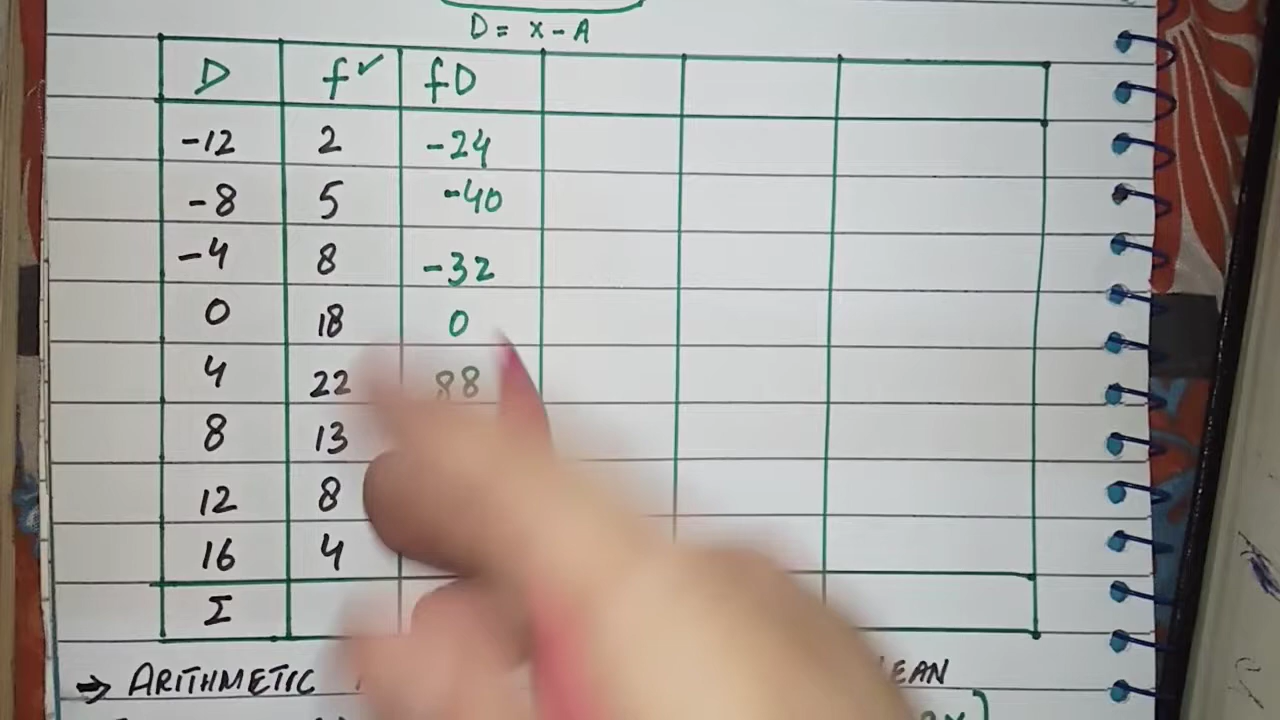 D = x - A
D f ✓ fD
-12 2 -24
-8 5 -40
-4 8 -32
0 18 0
4 22 88
8 13
12 8
16 4
Σ
→ ARITHMETIC